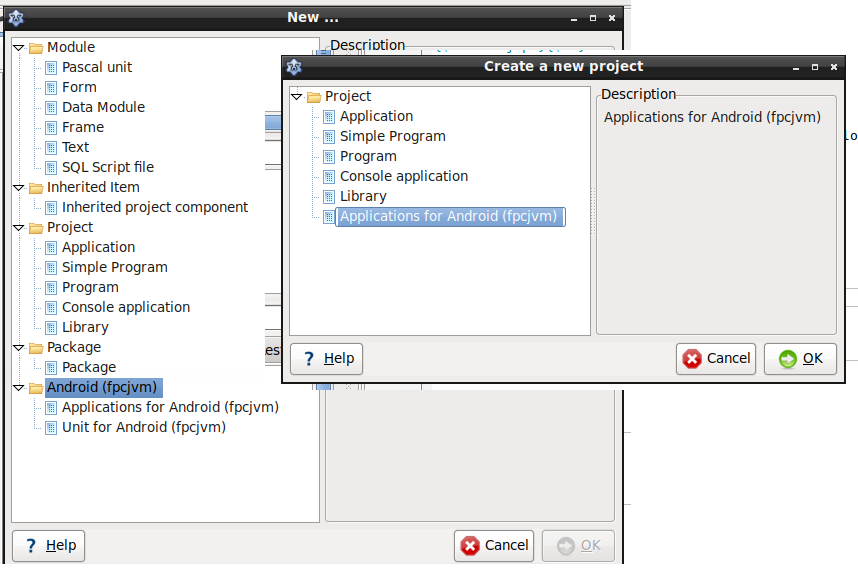 New ...
Module
Pascal unit
Form
Data Module
Frame
Text
SQL Script file
Inherited Item
Inherited project component
Project
Application
Simple Program
Program
Console application
Library
Package
Package
Android (fpcjvm)
Applications for Android (fpcjvm)
Unit for Android (fpcjvm)
Description
Help
Cancel
OK
Create a new project
Project
Application
Simple Program
Program
Console application
Library
Applications for Android (fpcjvm)
Description
Applications for Android (fpcjvm)
Help
Cancel
OK